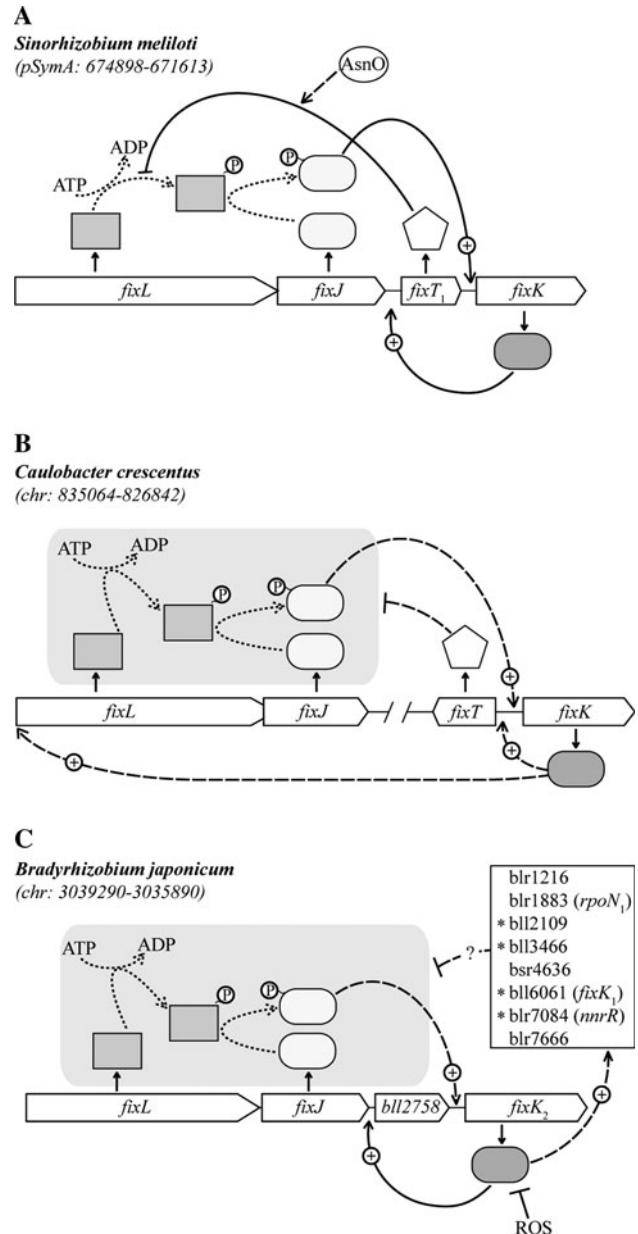 A
Sinorhizobium meliloti
(pSymA: 674898-671613)
AsnO
ADP
ATP
P
P
+
fixL
fixJ
fixT₁
fixK
+
B
Caulobacter crescentus
(chr: 835064-826842)
ATP
ADP
P
P
+
fixL
fixJ
fixT
fixK
+
+
C
Bradyrhizobium japonicum
(chr: 3039290-3035890)
blr1216
blr1883 (rpoN₁)
* bll2109
* bll3466
bsr4636
* bll6061 (fixK₁)
* blr7084 (nnrR)
blr7666
?
ATP
ADP
P
P
+
fixL
fixJ
bll2758
fixK₂
+
+
ROS